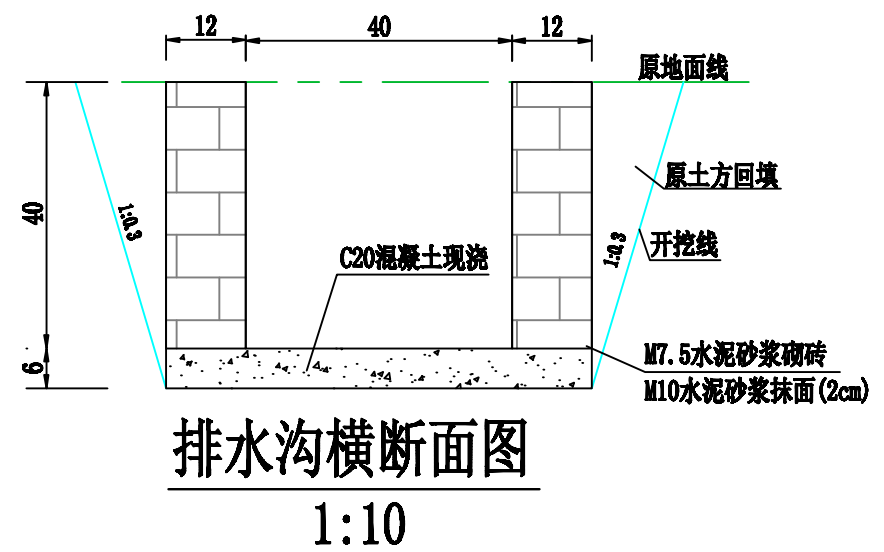 12 40 12
原地面线
原土方回填
40
1:0.3
1:0.3
开挖线
C20混凝土现浇
6
M7.5水泥砂浆砌砖
M10水泥砂浆抹面(2cm)
排水沟横断面图
1:10